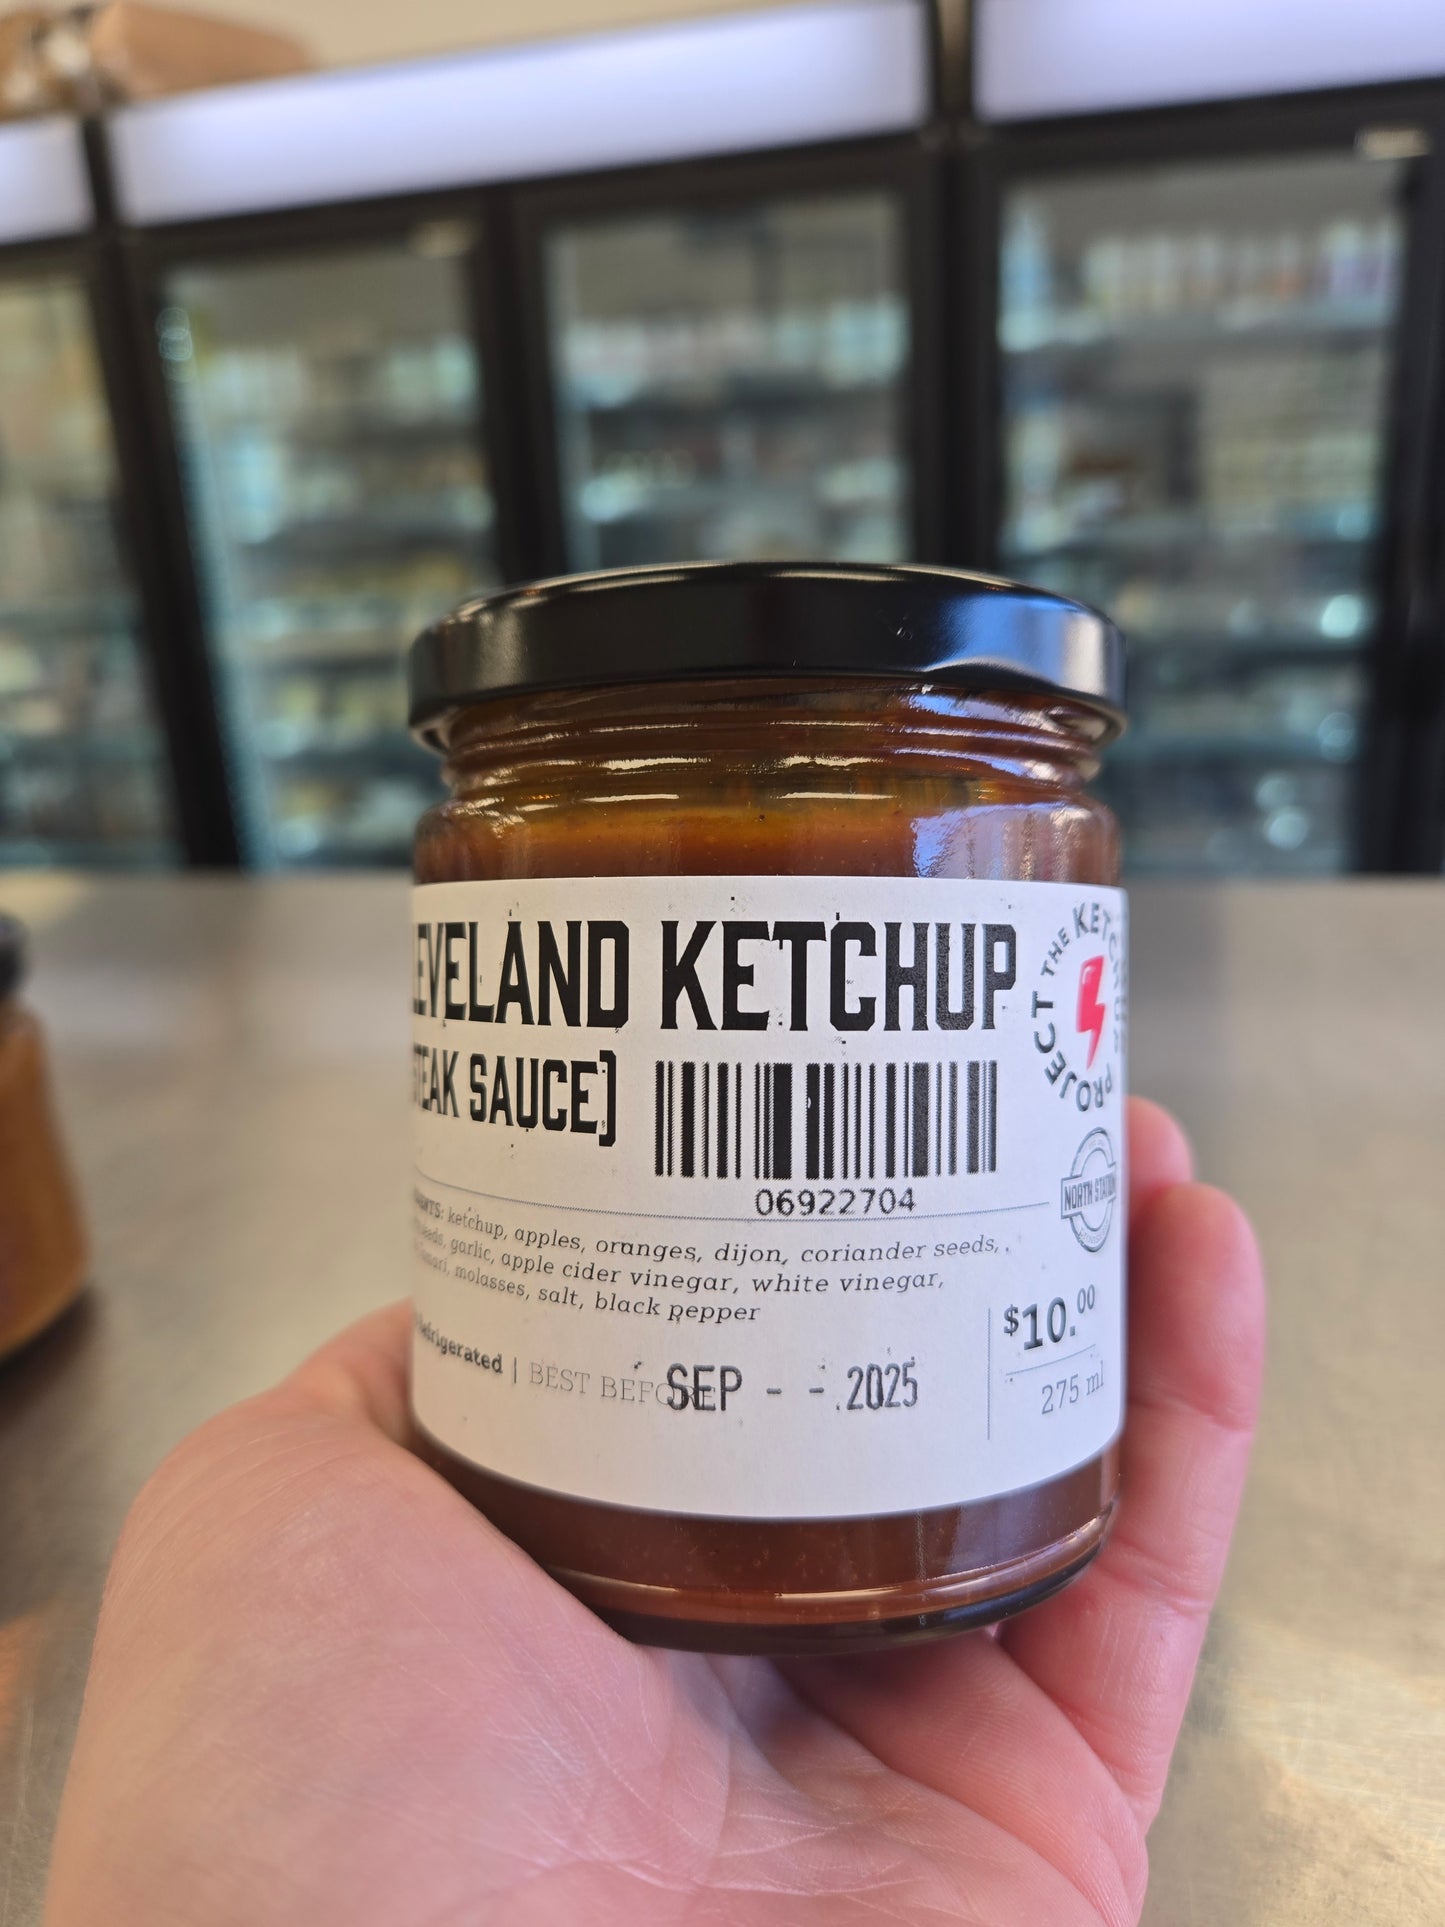 LEVELAND KETCHUP
STEAK SAUCE)
THE KETCHUP PROJECT
06922704
NORTH STATION
ketchup, apples, oranges, dijon, coriander seeds,
garlic, apple cider vinegar, white vinegar,
molasses, salt, black pepper
Refrigerated | BEST BEFORE SEP - - 2025
$10.00
275 ml